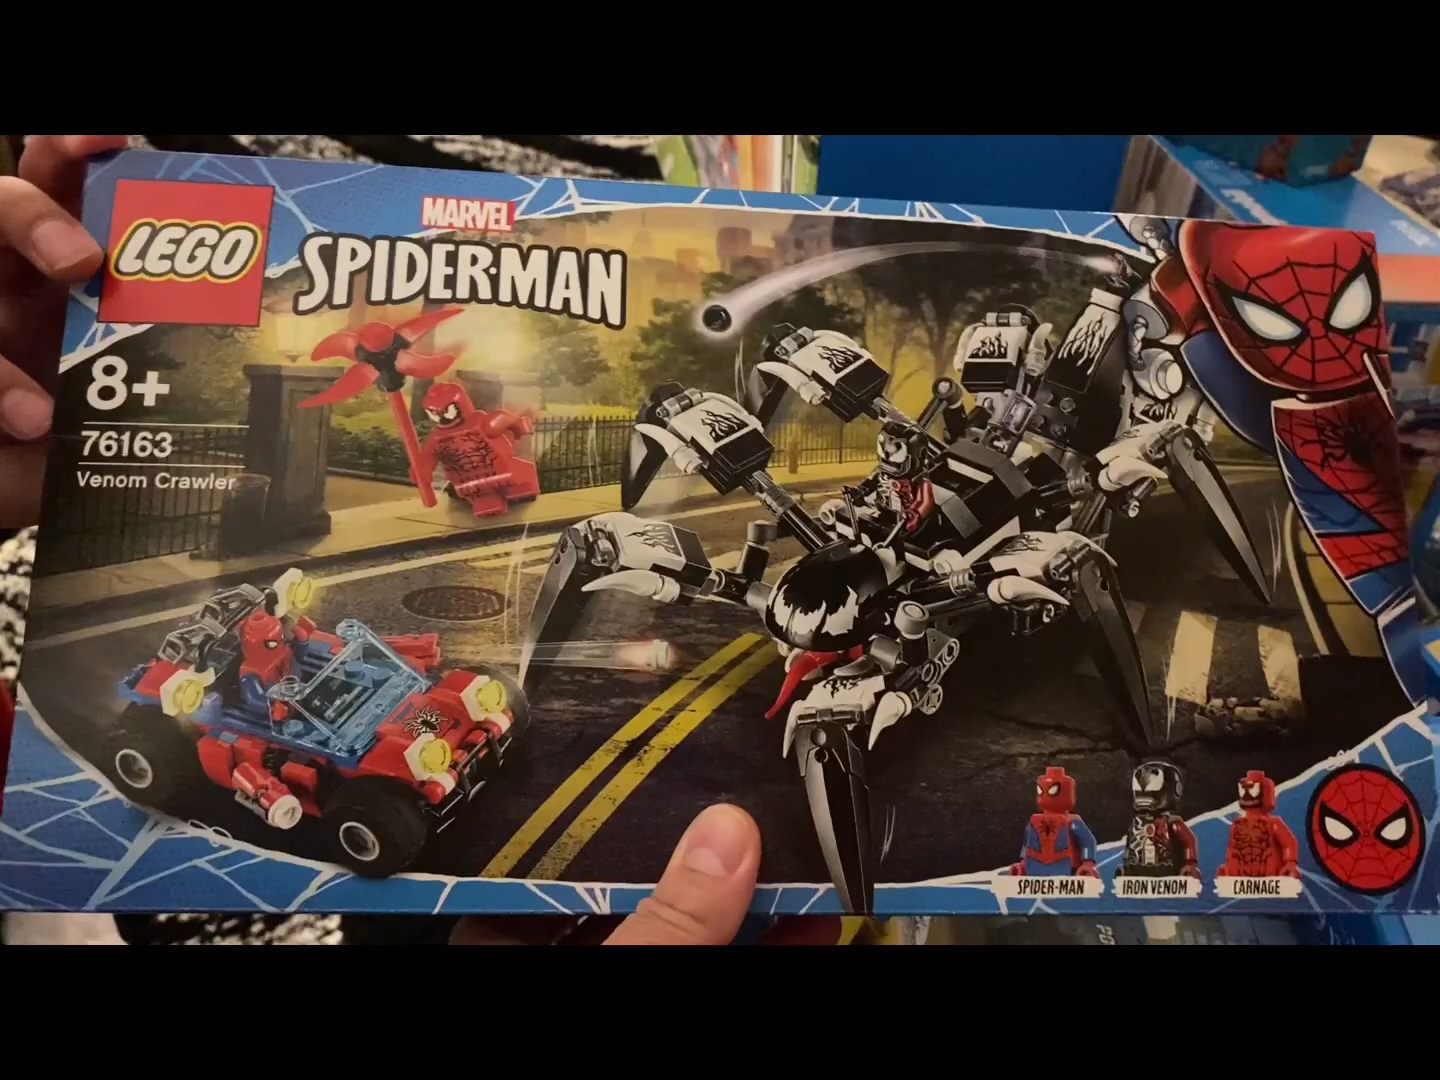 LEGO
MARVEL
SPIDER-MAN
8+
76163
Venom Crawler
SPIDER-MAN
IRON VENOM
CARNAGE